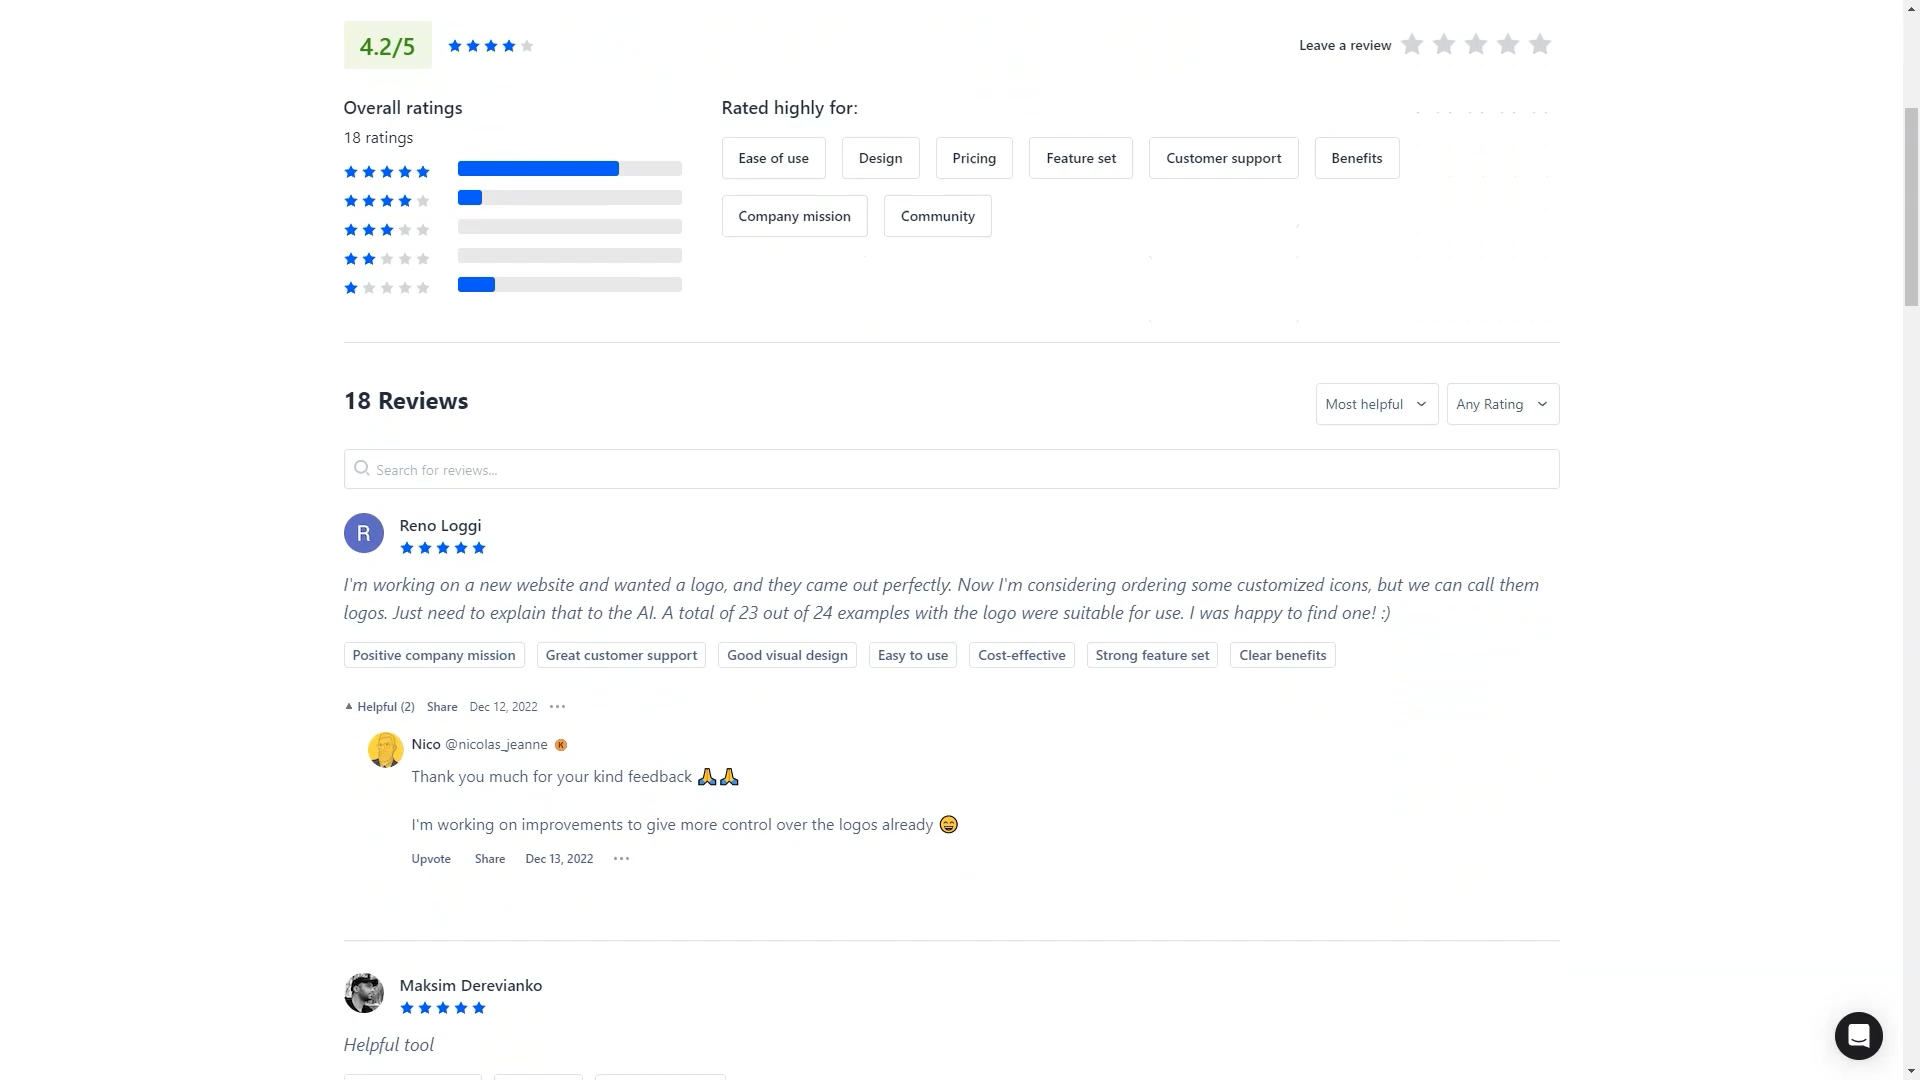 4.2/5
Leave a review
Overall ratings
18 ratings
Rated highly for:
Ease of use
Design
Pricing
Feature set
Customer support
Benefits
Company mission
Community
18 Reviews
Most helpful
Any Rating
Search for reviews...
R
Reno Loggi
I'm working on a new website and wanted a logo, and they came out perfectly. Now I'm considering ordering some customized icons, but we can call them
logos. Just need to explain that to the AI. A total of 23 out of 24 examples with the logo were suitable for use. I was happy to find one! :)
Positive company mission
Great customer support
Good visual design
Easy to use
Cost-effective
Strong feature set
Clear benefits
Helpful (2) Share Dec 12, 2022
Nico @nicolas_jeanne K
Thank you much for your kind feedback 🙏🙏
I'm working on improvements to give more control over the logos already 😄
Upvote Share Dec 13, 2022
Maksim Derevianko
Helpful tool